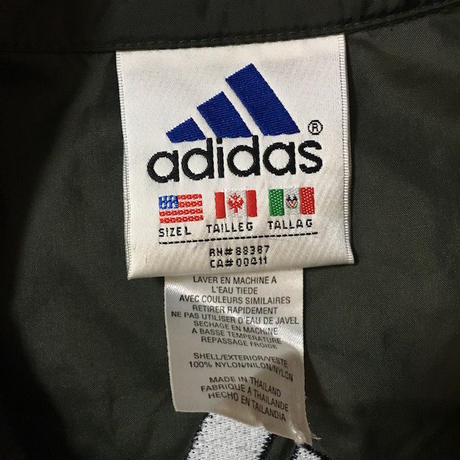 adidas®
SIZE L TAILLE G TALLA G
RN#88387
CA#00411
LAVER EN MACHINE A
L'EAU TIEDE
AVEC COULEURS SIMILAIRES
RETIRER RAPIDEMENT
NE PAS UTILISER D'EAU DE JAVEL
SECHAGE EN MACHINE
A BASSE TEMPERATURE
REPASSAGE FROIDE
SHELL/EXTERIOR/VESTE
100% NYLON/NILON/NYLON
MADE IN THAILAND
FABRIQUE A THAILANDE
HECHO EN TAILANDIA